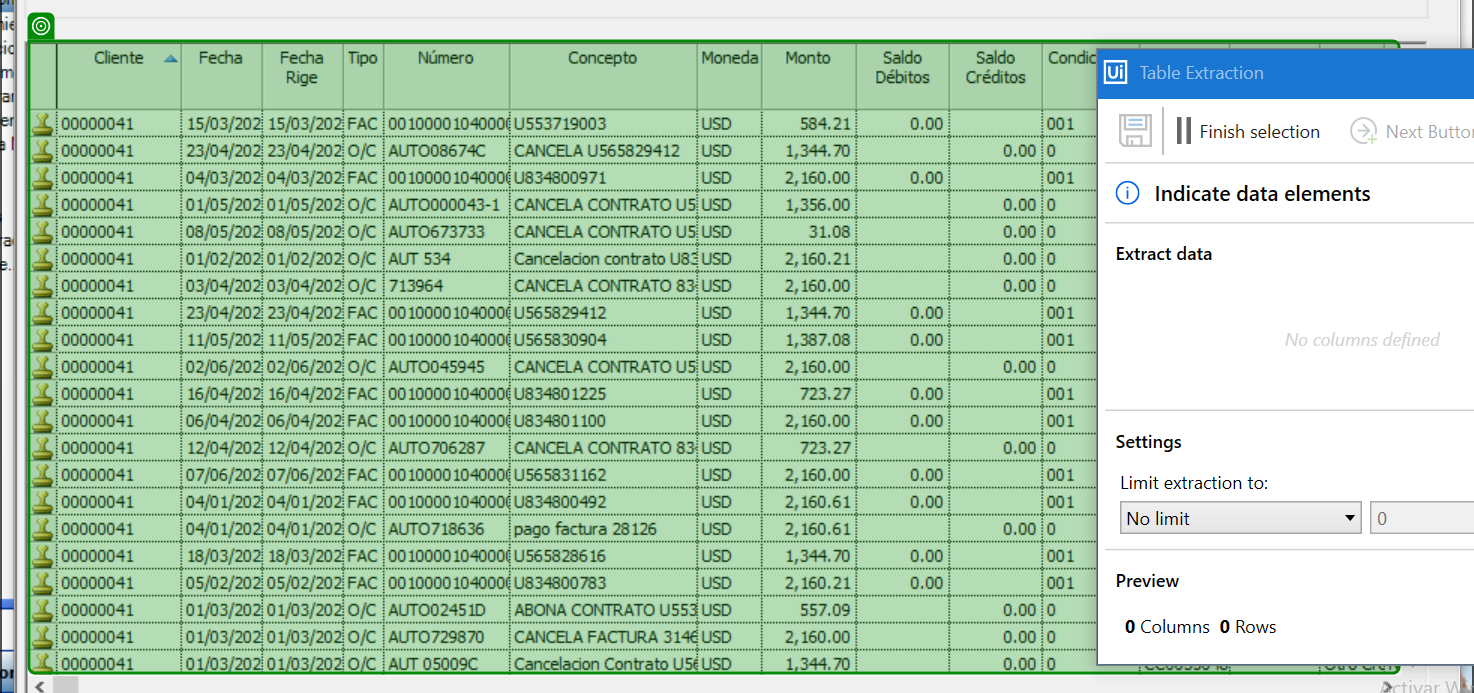 Cliente Fecha Fecha Rige Tipo Número Concepto Moneda Monto Saldo Débitos Saldo Créditos
00000041 15/03/202 15/03/202 FAC 00100001040000 U553719003 USD 584.21 0.00 001
00000041 23/04/202 23/04/202 O/C AUTO08674C CANCELA U565829412 USD 1,344.70 0.00 0
00000041 04/03/202 04/03/202 FAC 00100001040000 U834800971 USD 2,160.00 0.00 001
00000041 01/05/202 01/05/202 O/C AUTO000043-1 CANCELA CONTRATO U5 USD 1,356.00 0.00 0
00000041 08/05/202 08/05/202 O/C AUTO673733 CANCELA CONTRATO U5 USD 31.08 0.00 0
00000041 01/02/202 01/02/202 O/C AUT 534 Cancelacion contrato U83 USD 2,160.21 0.00 0
00000041 03/04/202 03/04/202 O/C 713964 CANCELA CONTRATO 83 USD 2,160.00 0.00 0
00000041 23/04/202 23/04/202 FAC 00100001040000 U565829412 USD 1,344.70 0.00 001
00000041 11/05/202 11/05/202 FAC 00100001040000 U565830904 USD 1,387.08 0.00 001
00000041 02/06/202 02/06/202 O/C AUTO045945 CANCELA CONTRATO U5 USD 2,160.00 0.00 0
00000041 16/04/202 16/04/202 FAC 00100001040000 U834801225 USD 723.27 0.00 001
00000041 06/04/202 06/04/202 FAC 00100001040000 U834801100 USD 2,160.00 0.00 001
00000041 12/04/202 12/04/202 O/C AUTO706287 CANCELA CONTRATO 83 USD 723.27 0.00 0
00000041 07/06/202 07/06/202 FAC 00100001040000 U565831162 USD 2,160.00 0.00 001
00000041 04/01/202 04/01/202 FAC 00100001040000 U834800492 USD 2,160.61 0.00 001
00000041 04/01/202 04/01/202 O/C AUTO718636 pago factura 28126 USD 2,160.61 0.00 0
00000041 18/03/202 18/03/202 FAC 00100001040000 U565828616 USD 1,344.70 0.00 001
00000041 05/02/202 05/02/202 FAC 00100001040000 U834800783 USD 2,160.21 0.00 001
00000041 01/03/202 01/03/202 O/C AUTO02451D ABONA CONTRATO U553 USD 557.09 0.00 0
00000041 01/03/202 01/03/202 O/C AUTO729870 CANCELA FACTURA 3146 USD 2,160.00 0.00 0
00000041 01/03/202 01/03/202 O/C AUT 05009C Cancelacion Contrato U56 USD 1,344.70 0.00 0
Ui Table Extraction
Finish selection Next Button
Indicate data elements
Extract data
No columns defined
Settings
Limit extraction to:
No limit 0
Preview
0 Columns 0 Rows
Activar